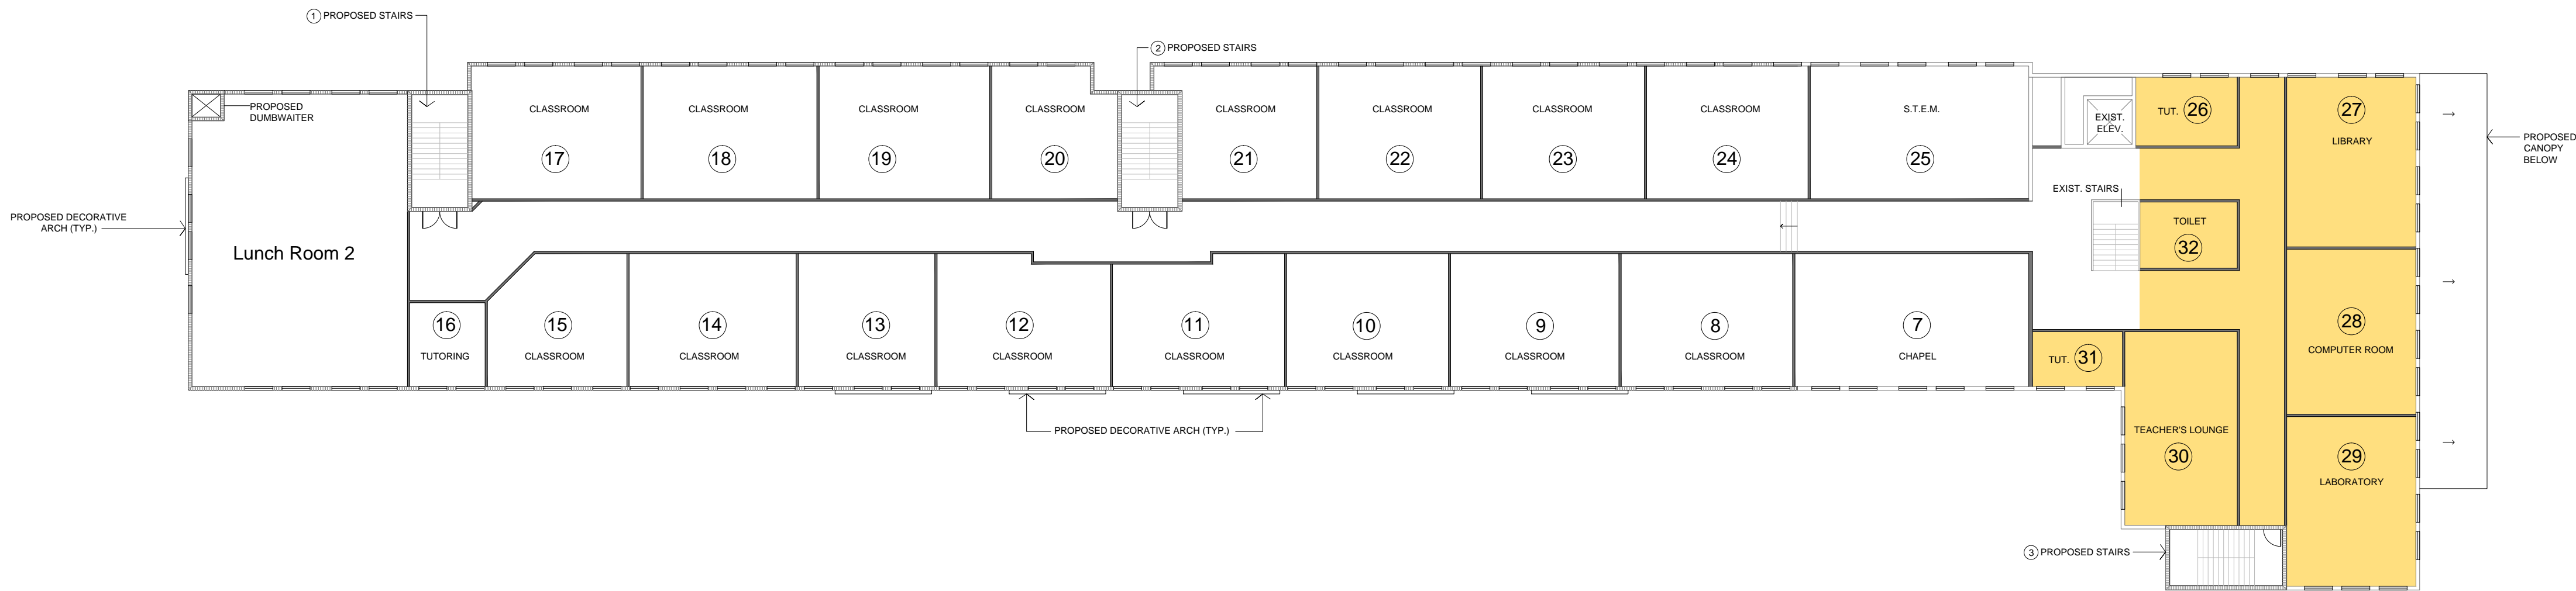 1 PROPOSED STAIRS
2 PROPOSED STAIRS
PROPOSED
DUMBWAITER
CLASSROOM
17
CLASSROOM
18
CLASSROOM
19
CLASSROOM
20
CLASSROOM
21
CLASSROOM
22
CLASSROOM
23
CLASSROOM
24
S.T.E.M.
25
EXIST.
ELEV.
TUT. 26
27
LIBRARY
PROPOSED
CANOPY
BELOW
PROPOSED DECORATIVE
ARCH (TYP.)
Lunch Room 2
EXIST. STAIRS
TOILET
32
16
TUTORING
15
CLASSROOM
14
CLASSROOM
13
CLASSROOM
12
CLASSROOM
11
CLASSROOM
10
CLASSROOM
9
CLASSROOM
8
CLASSROOM
7
CHAPEL
TUT. 31
28
COMPUTER ROOM
PROPOSED DECORATIVE ARCH (TYP.)
TEACHER'S LOUNGE
30
29
LABORATORY
3 PROPOSED STAIRS